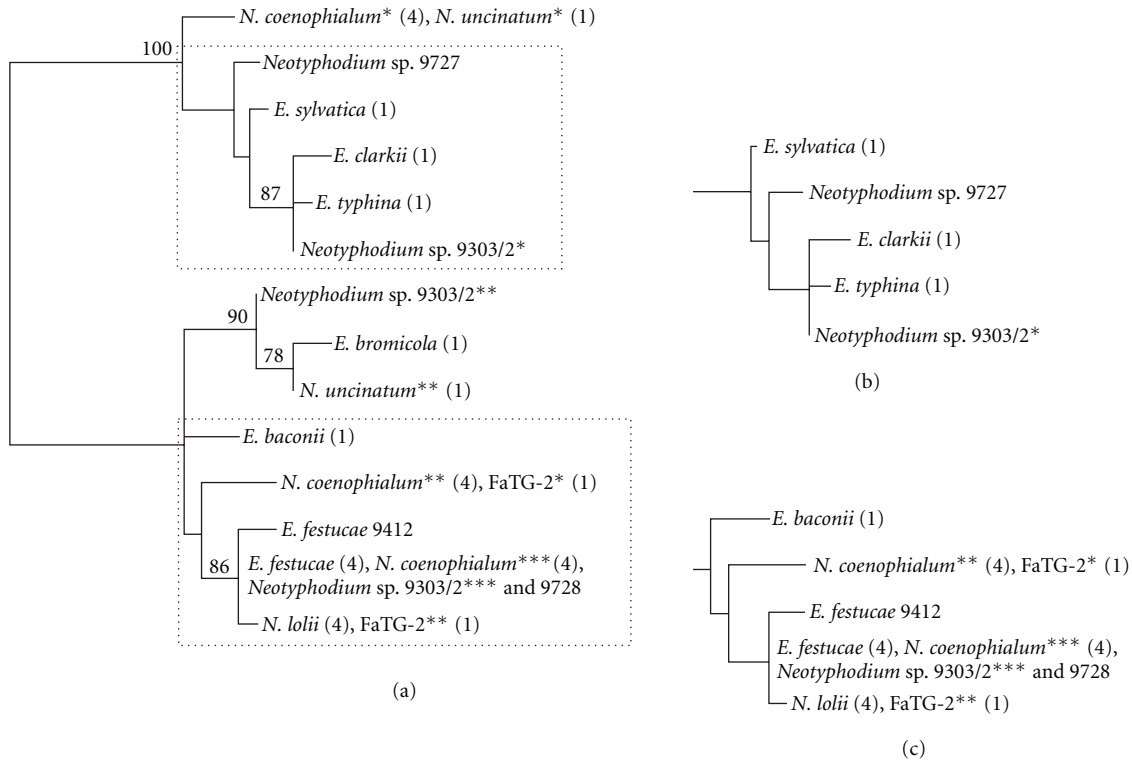 N. coenophialum* (4), N. uncinatum* (1)
100
Neotyphodium sp. 9727
E. sylvatica (1)
E. clarkii (1)
87
E. typhina (1)
Neotyphodium sp. 9303/2*
Neotyphodium sp. 9303/2**
90
E. bromicola (1)
78
N. uncinatum** (1)
E. baconii (1)
N. coenophialum** (4), FaTG-2* (1)
E. festucae 9412
86
E. festucae (4), N. coenophialum***(4),
Neotyphodium sp. 9303/2*** and 9728
N. lolii (4), FaTG-2** (1)
(a)
E. sylvatica (1)
Neotyphodium sp. 9727
E. clarkii (1)
E. typhina (1)
Neotyphodium sp. 9303/2*
(b)
E. baconii (1)
N. coenophialum** (4), FaTG-2* (1)
E. festucae 9412
E. festucae (4), N. coenophialum*** (4),
Neotyphodium sp. 9303/2*** and 9728
N. lolii (4), FaTG-2** (1)
(c)